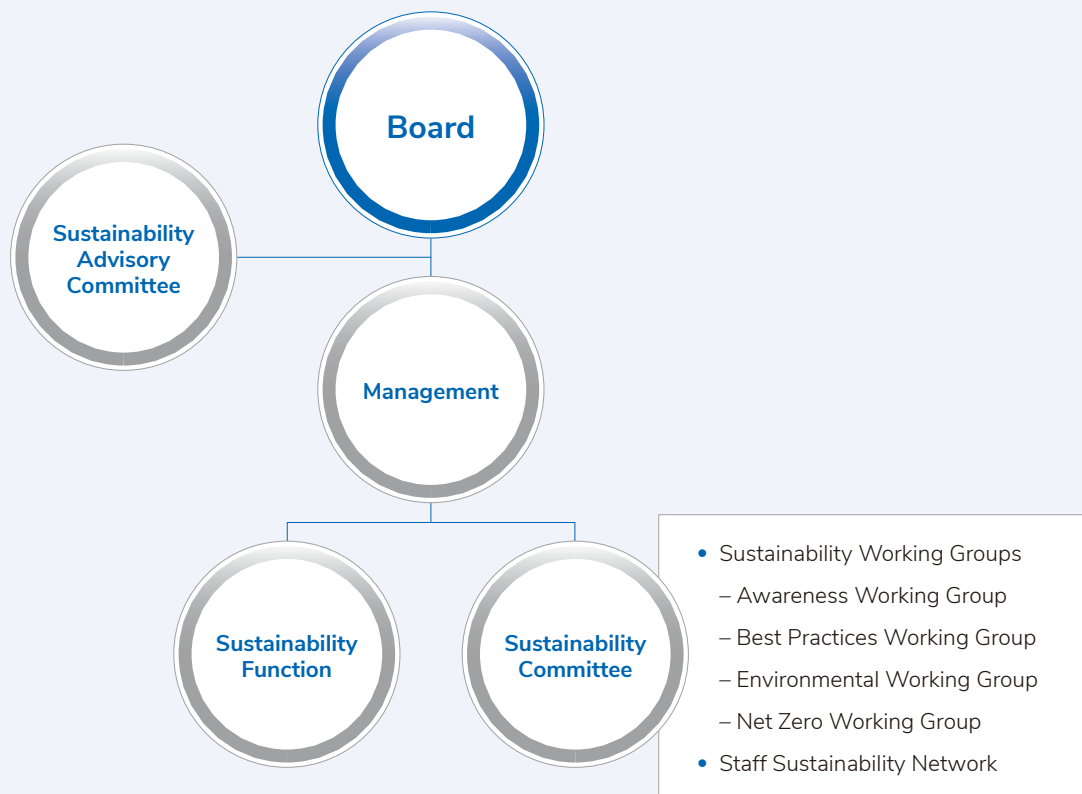 Board
Sustainability
Advisory
Committee
Management
Sustainability
Function
Sustainability
Committee
• Sustainability Working Groups
– Awareness Working Group
– Best Practices Working Group
– Environmental Working Group
– Net Zero Working Group
• Staff Sustainability Network